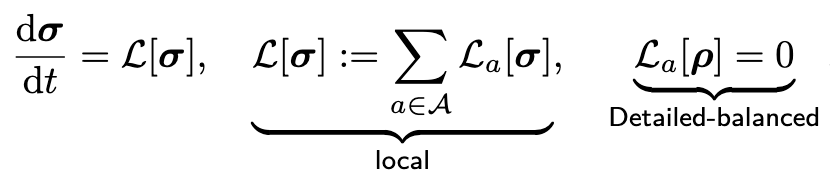 d𝛔/dt = 𝓛[𝛔], 𝓛[𝛔] := ∑_{a∈𝒜} 𝓛_a[𝛔], 𝓛_a[𝛒] = 0
local
Detailed-balanced